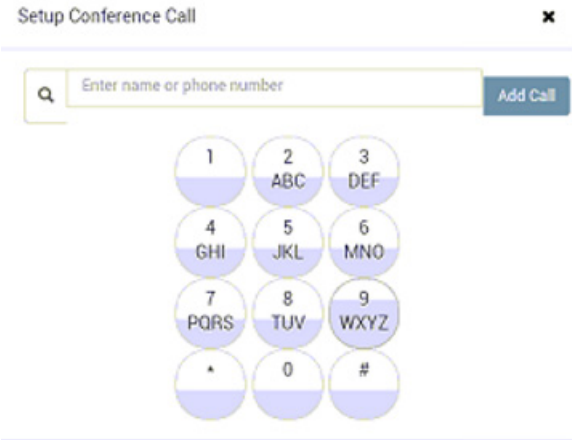 Setup Conference Call ×
Enter name or phone number Add Call
1 2 3
ABC DEF
4 5 6
GHI JKL MNO
7 8 9
PQRS TUV WXYZ
* 0 #